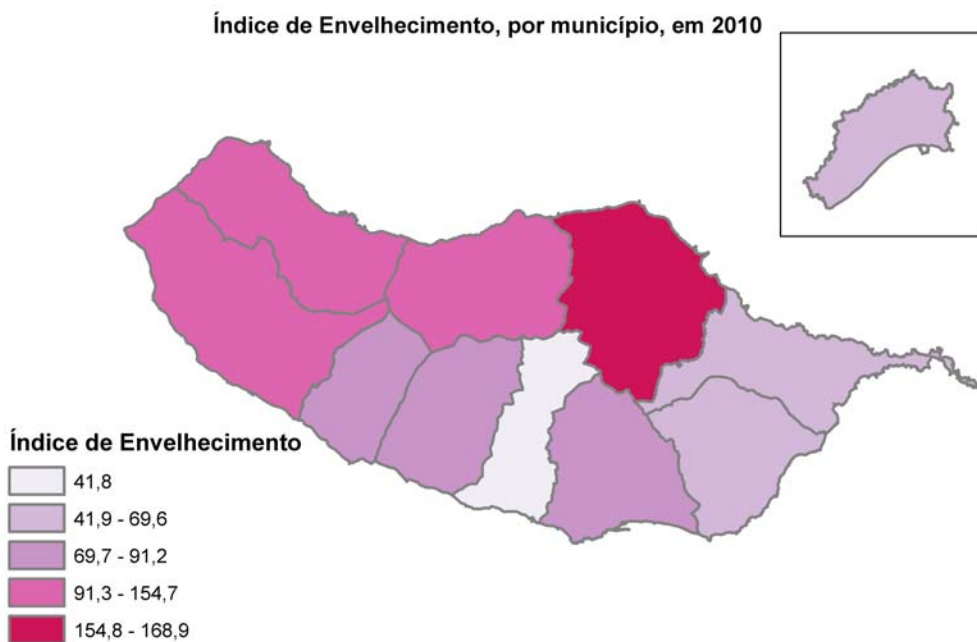 Índice de Envelhecimento, por município, em 2010
Índice de Envelhecimento
41,8
41,9 - 69,6
69,7 - 91,2
91,3 - 154,7
154,8 - 168,9